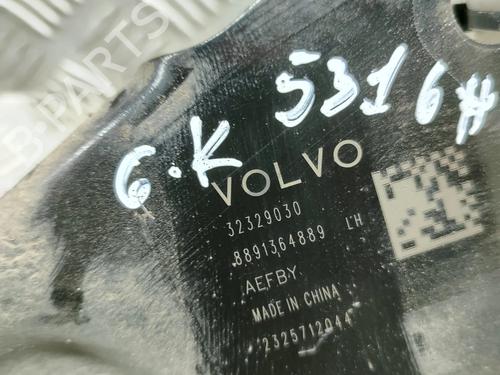 B-PARTS
G.K 5316#
VOLVO
32329030
8891364889 LH
AEFBY
MADE IN CHINA
2325712044